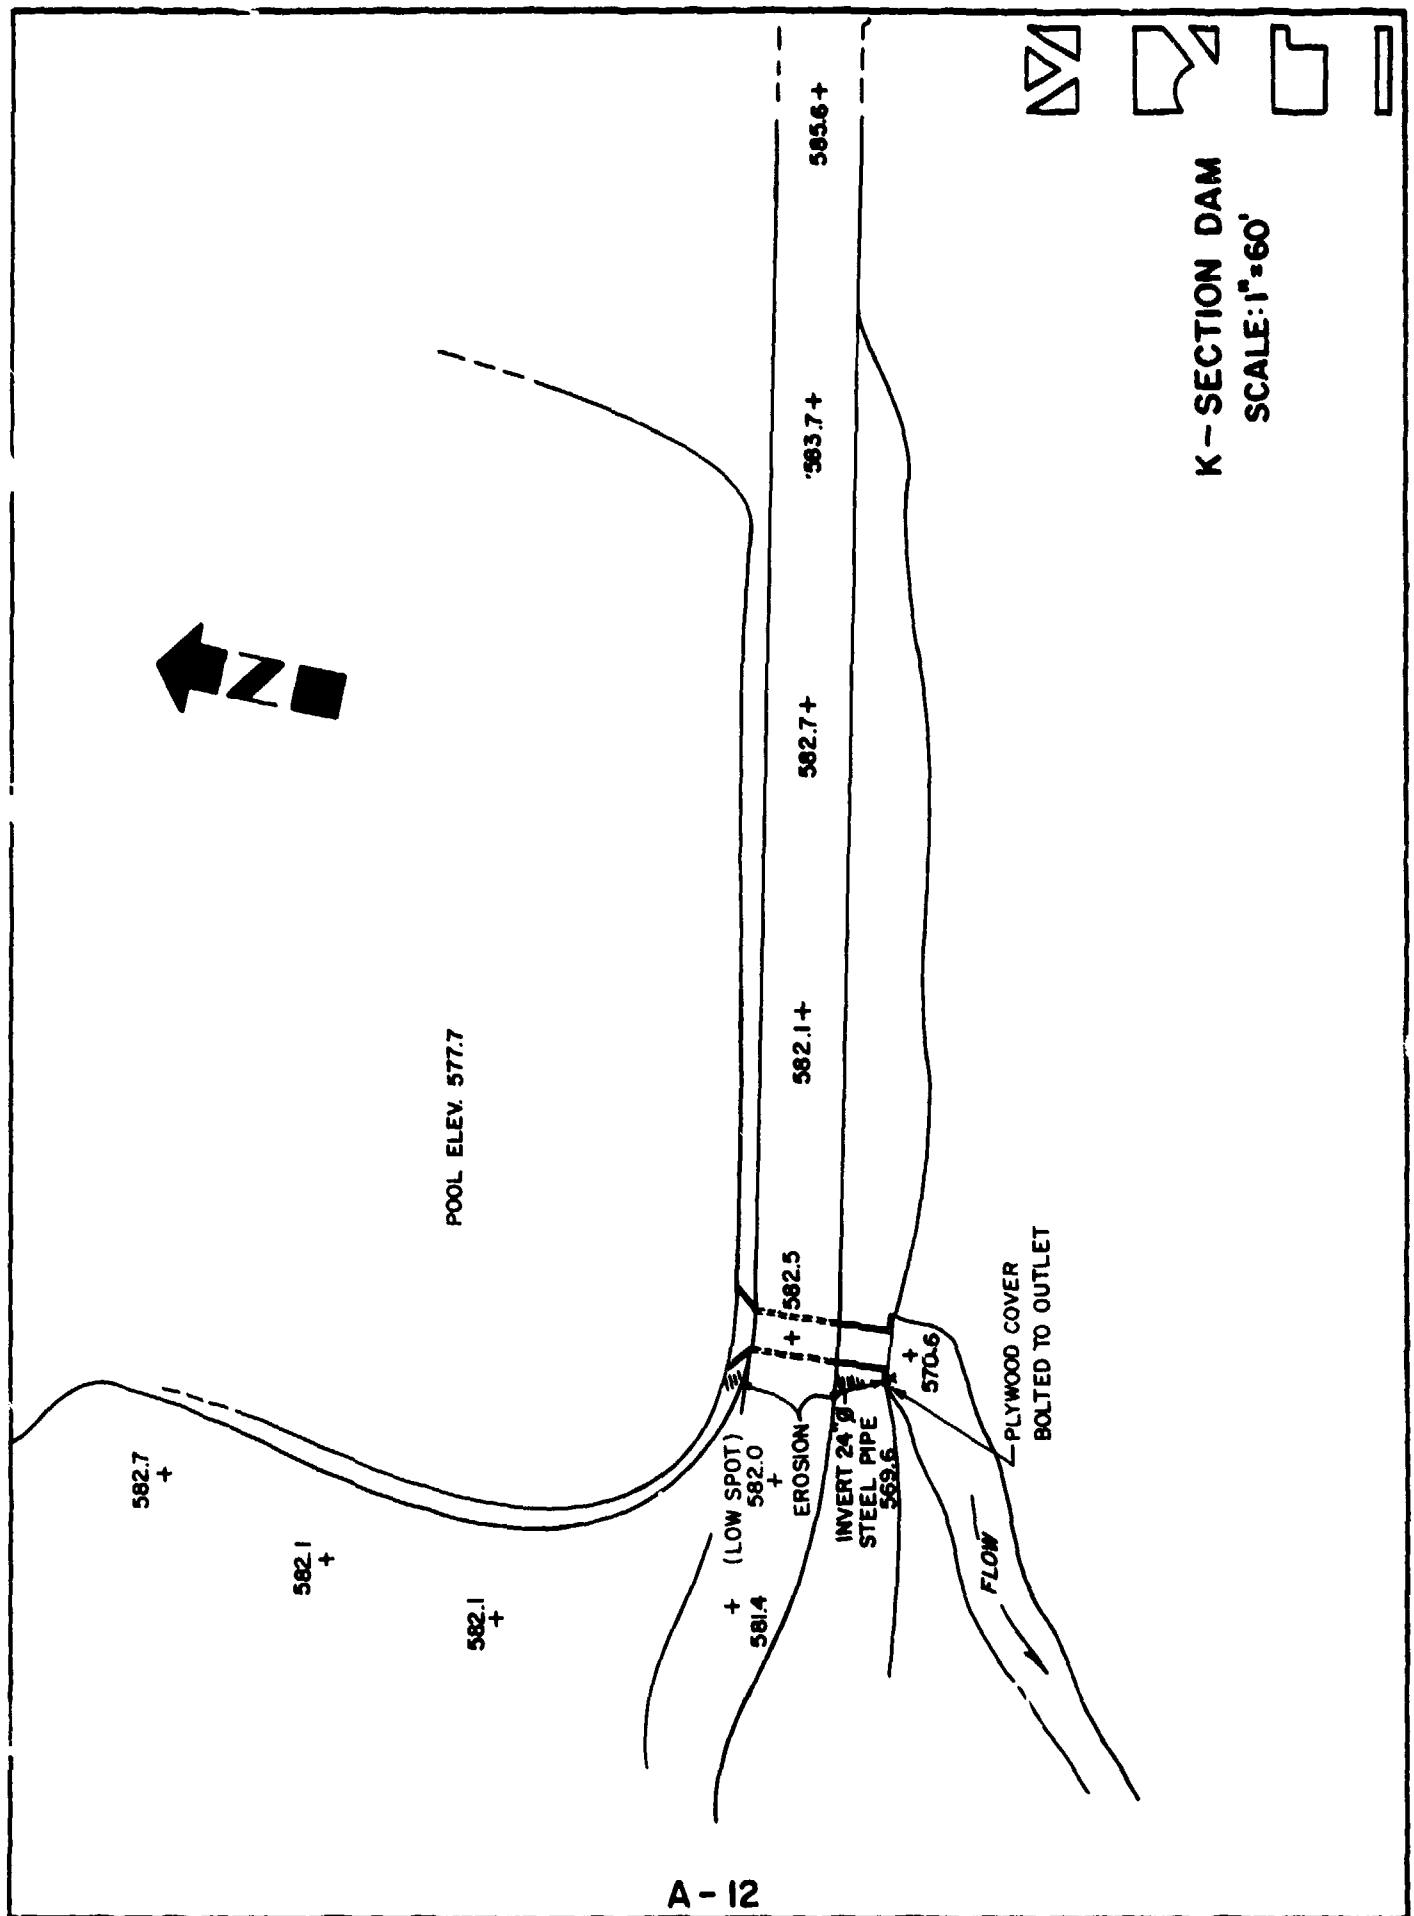 585.6 +
583.7 +
582.7 +
582.1 +
582.5
+
K - SECTION DAM
SCALE: 1" = 60'
N
POOL ELEV. 577.7
582.7
+
582.1
+
582.1
+
(LOW SPOT)
582.0
+
+
581.4
EROSION
INVERT 24" Ø
STEEL PIPE
569.6
+
570.6
PLYWOOD COVER
BOLTED TO OUTLET
FLOW
A - 12